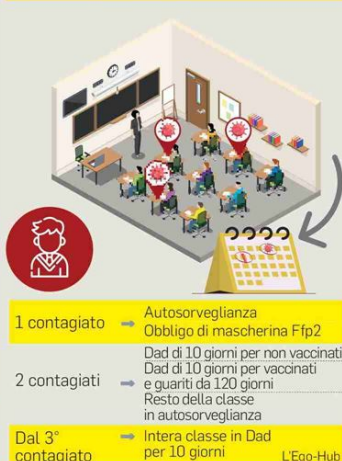 1 contagiato
Autosorveglianza
Obbligo di mascherina Ffp2
2 contagiati
Dad di 10 giorni per non vaccinati
Dad di 10 giorni per vaccinati
e guariti da 120 giorni
Resto della classe
in autosorveglianza
Dal 3°
contagiato
Intera classe in Dad
per 10 giorni
L'Ego-Hub